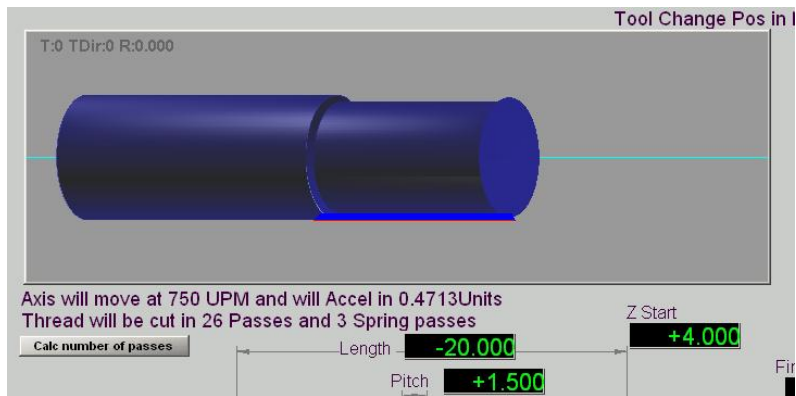 Tool Change Pos in
T:0 TDir:0 R:0.000
Axis will move at 750 UPM and will Accel in 0.4713Units
Thread will be cut in 26 Passes and 3 Spring passes
Z Start
Calc number of passes
Length -20.000
+4.000
Pitch +1.500